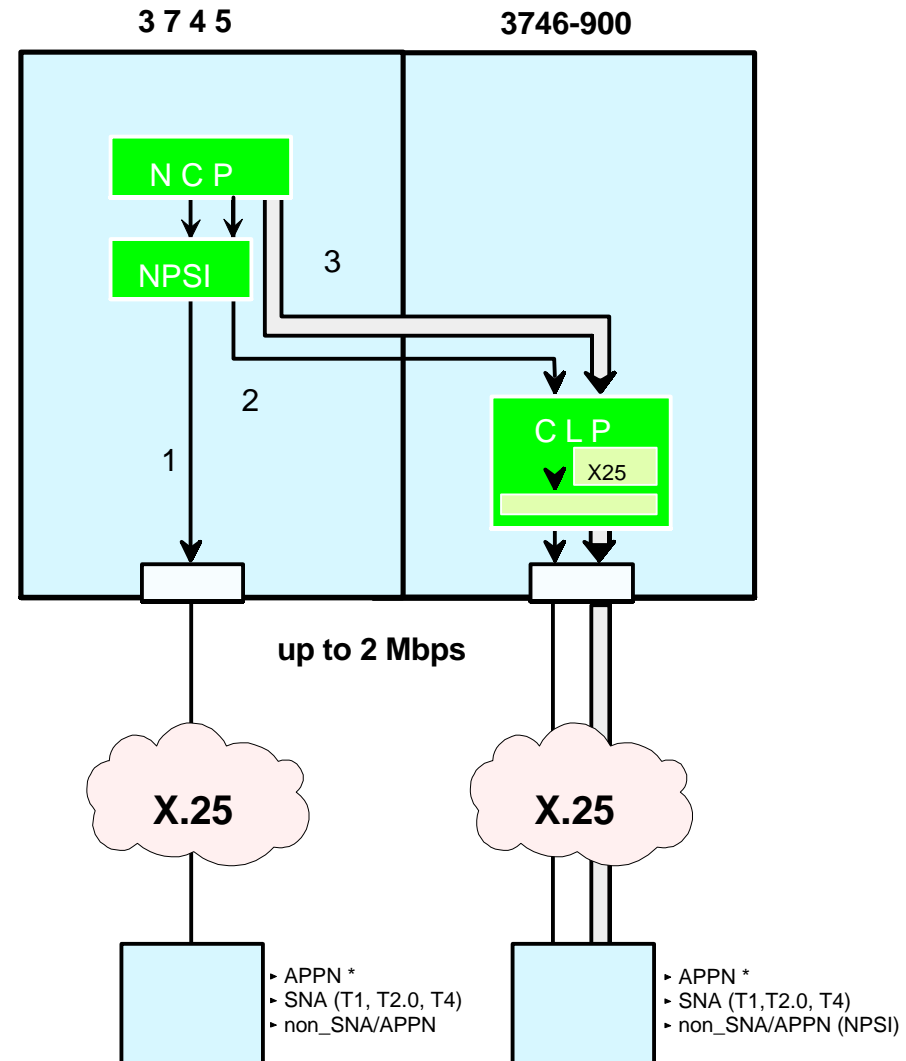 3 7 4 5
3746-900
N C P
NPSI
3
2
1
C L P
X25
up to 2 Mbps
X.25
X.25
▸ APPN *
▸ SNA (T1, T2.0, T4)
▸ non_SNA/APPN
▸ APPN *
▸ SNA (T1,T2.0, T4)
▸ non_SNA/APPN (NPSI)